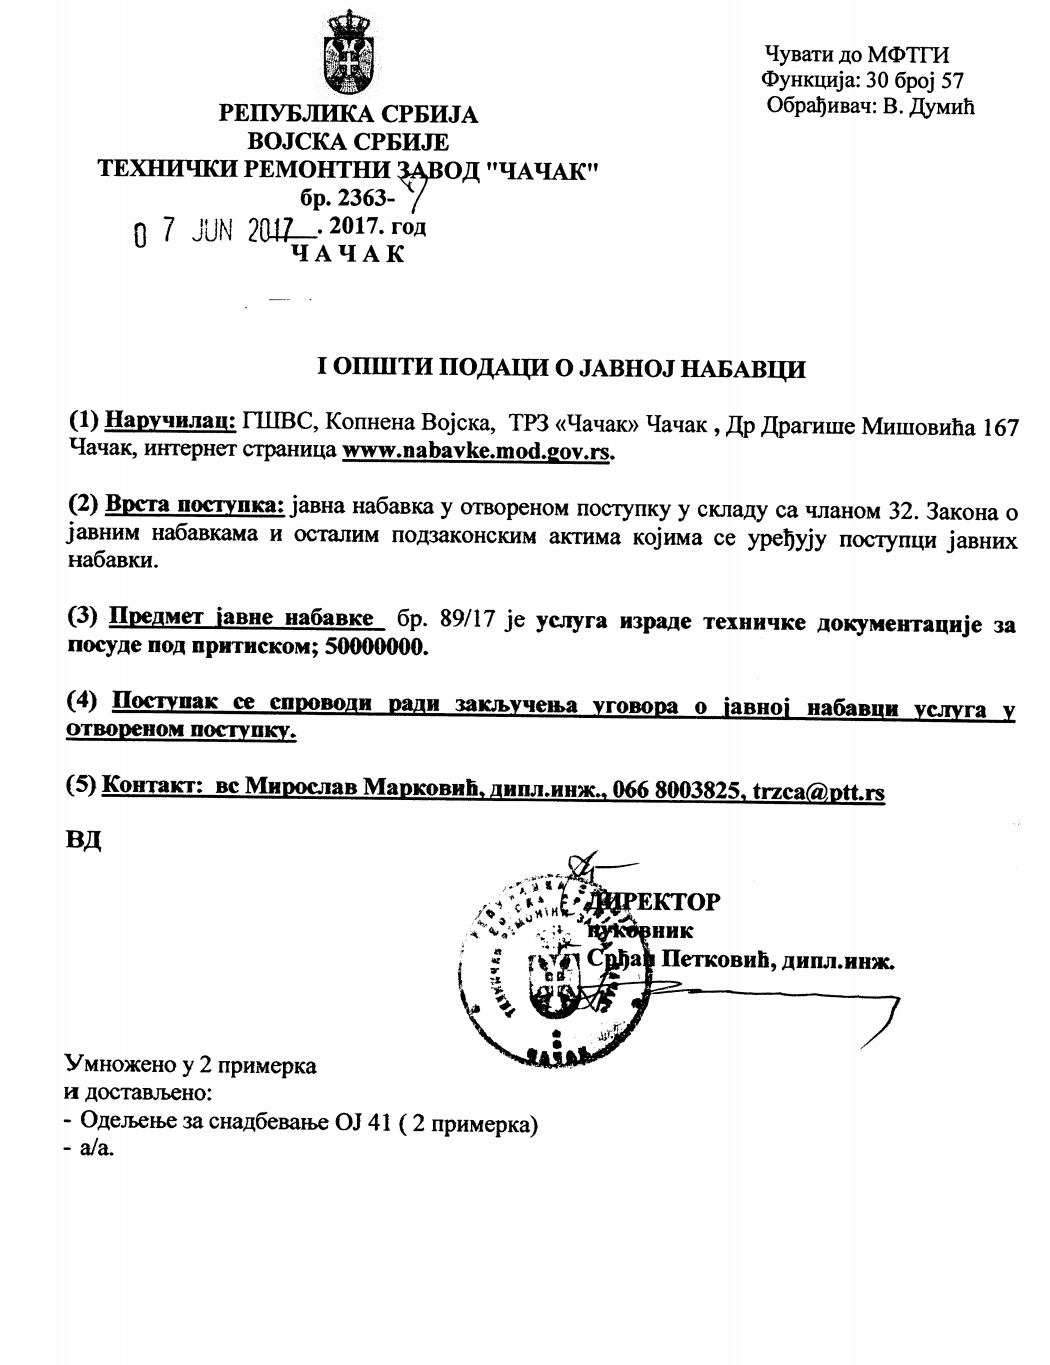 Чувати до МФТГИ
Функција: 30 број 57
Обрађивач: В. Думић
РЕПУБЛИКА СРБИЈА
ВОЈСКА СРБИЈЕ
ТЕХНИЧКИ РЕМОНТНИ ЗАВОД "ЧАЧАК"
бр. 2363-
07 JUN 2017 . 2017. год
Ч А Ч А К
I ОПШТИ ПОДАЦИ О ЈАВНОЈ НАБАВЦИ
(1) Наручилац: ГШВС, Копнена Војска, ТРЗ «Чачак» Чачак , Др Драгише Мишовића 167
Чачак, интернет страница www.nabavke.mod.gov.rs.
(2) Врста поступка: јавна набавка у отвореном поступку у складу са чланом 32. Закона о
јавним набавкама и осталим подзаконским актима којима се уређују поступци јавних
набавки.
(3) Предмет јавне набавке бр. 89/17 је услуга израде техничке документације за
посуде под притиском; 50000000.
(4) Поступак се спроводи ради закључења уговора о јавној набавци услуга у
отвореном поступку.
(5) Контакт: вс Мирослав Марковић, дипл.инж., 066 8003825, trzca@ptt.rs
ВД
ДИРЕКТОР
пуковник
Срђан Петковић, дипл.инж.
ЧАЧАК
Умножено у 2 примерка
и достављено:
- Одељење за снадбевање ОЈ 41 ( 2 примерка)
- а/а.